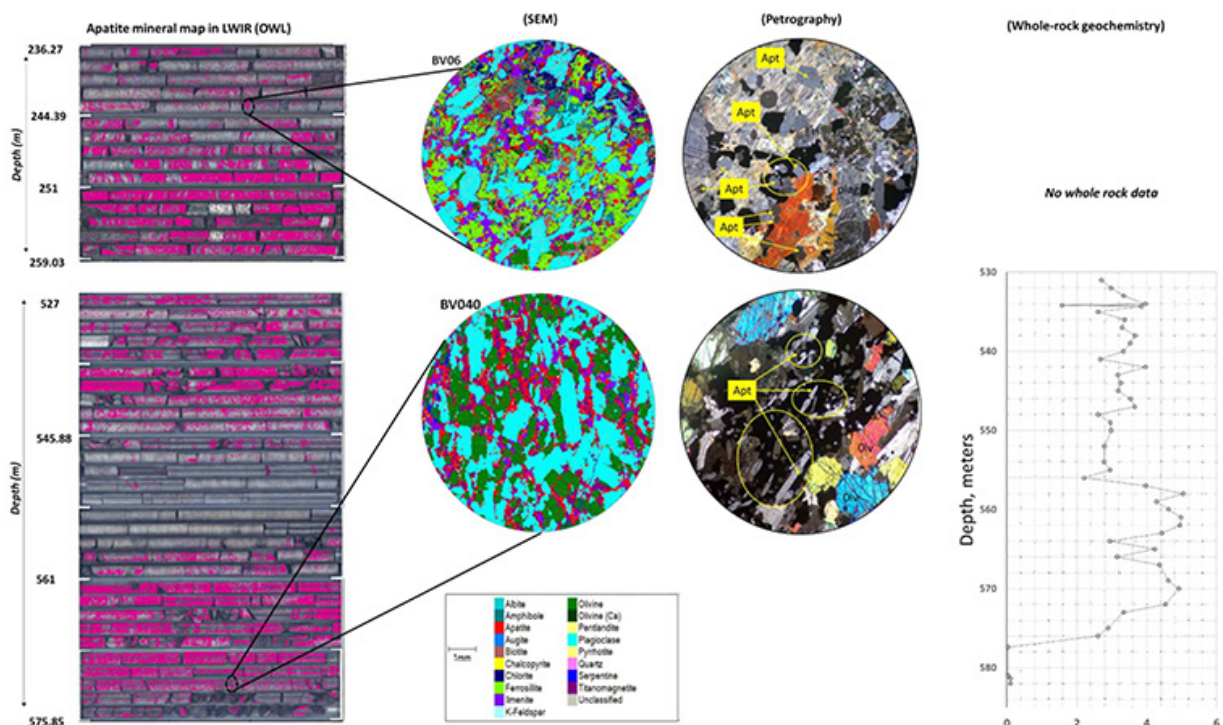 Apatite mineral map in LWIR (OWL)
(SEM)
(Petrography)
(Whole-rock geochemistry)
236.27
244.39
251
259.03
Depth (m)
BV06
Apt
Apt
Apt
Apt
plag
No whole rock data
527
545.88
561
575.85
Depth (m)
BV040
Apt
Olv
Olv
1mm
Albite
Amphibole
Apatite
Augite
Biotite
Chalcopyrite
Chlorite
Ferrosilite
Ilmenite
K-Feldspar
Olivine
Olivine (Ca)
Pentlandite
Plagioclase
Pyrrhotite
Quartz
Serpentine
Titanomagnetite
Unclassified
Depth, meters
530
540
550
560
570
580
0
2
4
6